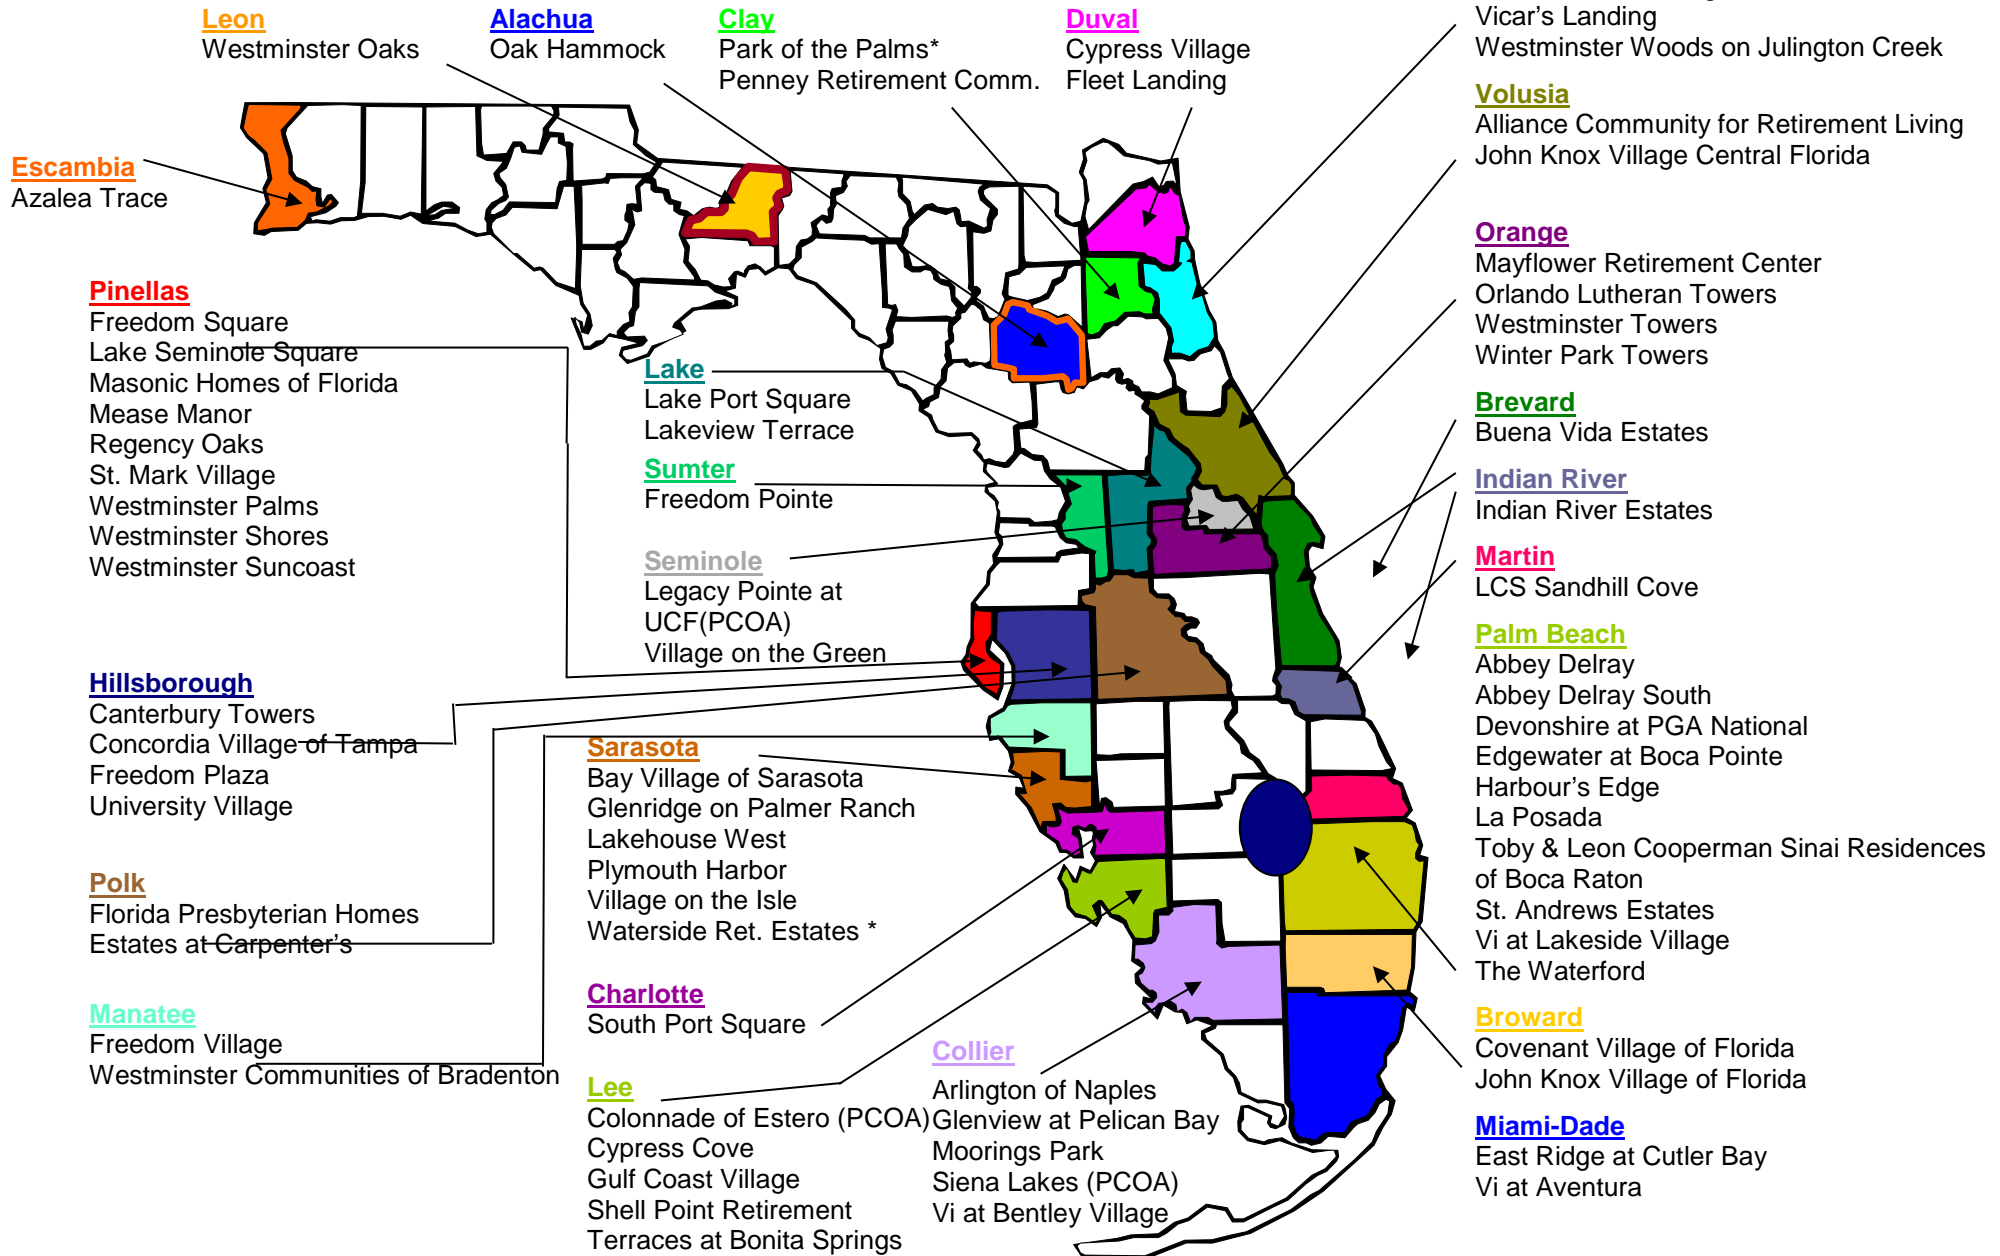 Leon
Westminster Oaks
Alachua
Oak Hammock
Clay
Park of the Palms*
Penney Retirement Comm.
Duval
Cypress Village
Fleet Landing
Vicar's Landing
Westminster Woods on Julington Creek
Volusia
Alliance Community for Retirement Living
John Knox Village Central Florida
Escambia
Azalea Trace
Orange
Mayflower Retirement Center
Orlando Lutheran Towers
Westminster Towers
Winter Park Towers
Pinellas
Freedom Square
Lake Seminole Square
Masonic Homes of Florida
Mease Manor
Regency Oaks
St. Mark Village
Westminster Palms
Westminster Shores
Westminster Suncoast
Lake
Lake Port Square
Lakeview Terrace
Sumter
Freedom Pointe
Seminole
Legacy Pointe at
UCF(PCOA)
Village on the Green
Brevard
Buena Vida Estates
Indian River
Indian River Estates
Martin
LCS Sandhill Cove
Palm Beach
Abbey Delray
Abbey Delray South
Devonshire at PGA National
Edgewater at Boca Pointe
Harbour's Edge
La Posada
Toby & Leon Cooperman Sinai Residences
of Boca Raton
St. Andrews Estates
Vi at Lakeside Village
The Waterford
Hillsborough
Canterbury Towers
Concordia Village of Tampa
Freedom Plaza
University Village
Sarasota
Bay Village of Sarasota
Glenridge on Palmer Ranch
Lakehouse West
Plymouth Harbor
Village on the Isle
Waterside Ret. Estates *
Polk
Florida Presbyterian Homes
Estates at Carpenter's
Charlotte
South Port Square
Manatee
Freedom Village
Westminster Communities of Bradenton
Lee
Colonnade of Estero (PCOA)
Cypress Cove
Gulf Coast Village
Shell Point Retirement
Terraces at Bonita Springs
Collier
Arlington of Naples
Glenview at Pelican Bay
Moorings Park
Siena Lakes (PCOA)
Vi at Bentley Village
Broward
Covenant Village of Florida
John Knox Village of Florida
Miami-Dade
East Ridge at Cutler Bay
Vi at Aventura